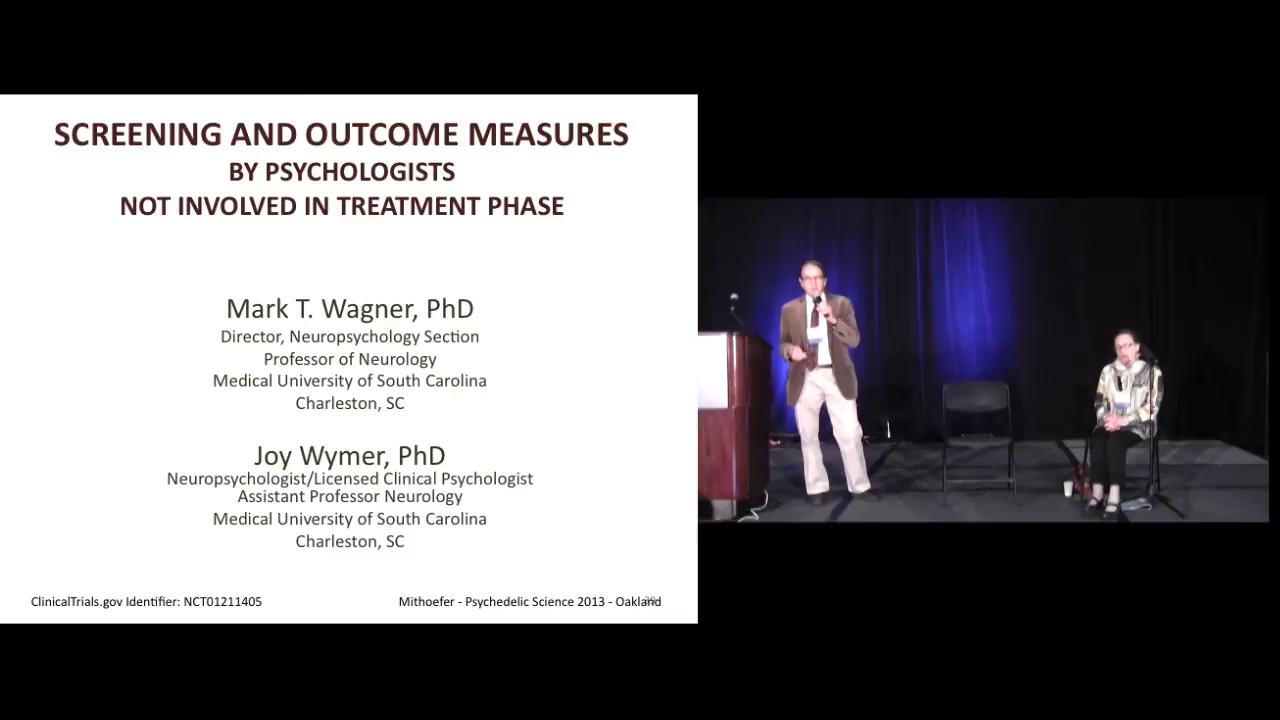 SCREENING AND OUTCOME MEASURES
BY PSYCHOLOGISTS
NOT INVOLVED IN TREATMENT PHASE
Mark T. Wagner, PhD
Director, Neuropsychology Section
Professor of Neurology
Medical University of South Carolina
Charleston, SC
Joy Wymer, PhD
Neuropsychologist/Licensed Clinical Psychologist
Assistant Professor Neurology
Medical University of South Carolina
Charleston, SC
ClinicalTrials.gov Identifier: NCT01211405
Mithoefer - Psychedelic Science 2013 - Oakland